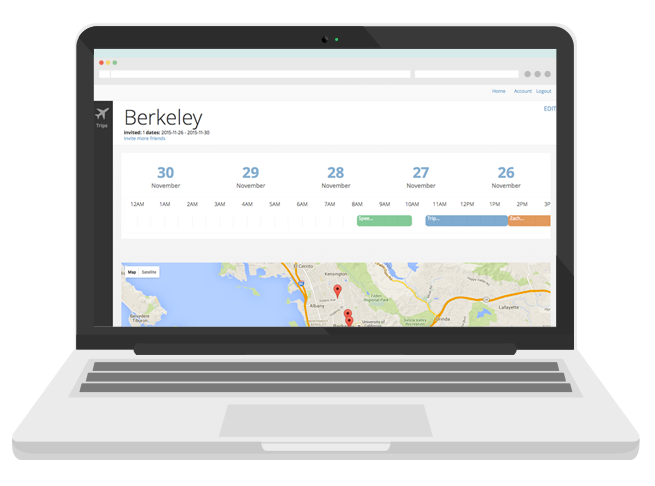 Home Account Logout
Trips
Berkeley
EDIT
invited: 1 dates: 2015-11-26 - 2015-11-30
invite more friends
30 29 28 27 26
November November November November November
12AM 1AM 2AM 3AM 4AM 5AM 6AM 7AM 8AM 9AM 10AM 11AM 12PM 1PM 2PM 3P
Spee... Trip... Zach...
Map Satellite
El Cerrito
Kensington
Albany
Lafayette
Belvedere
Tiburon
University of
California